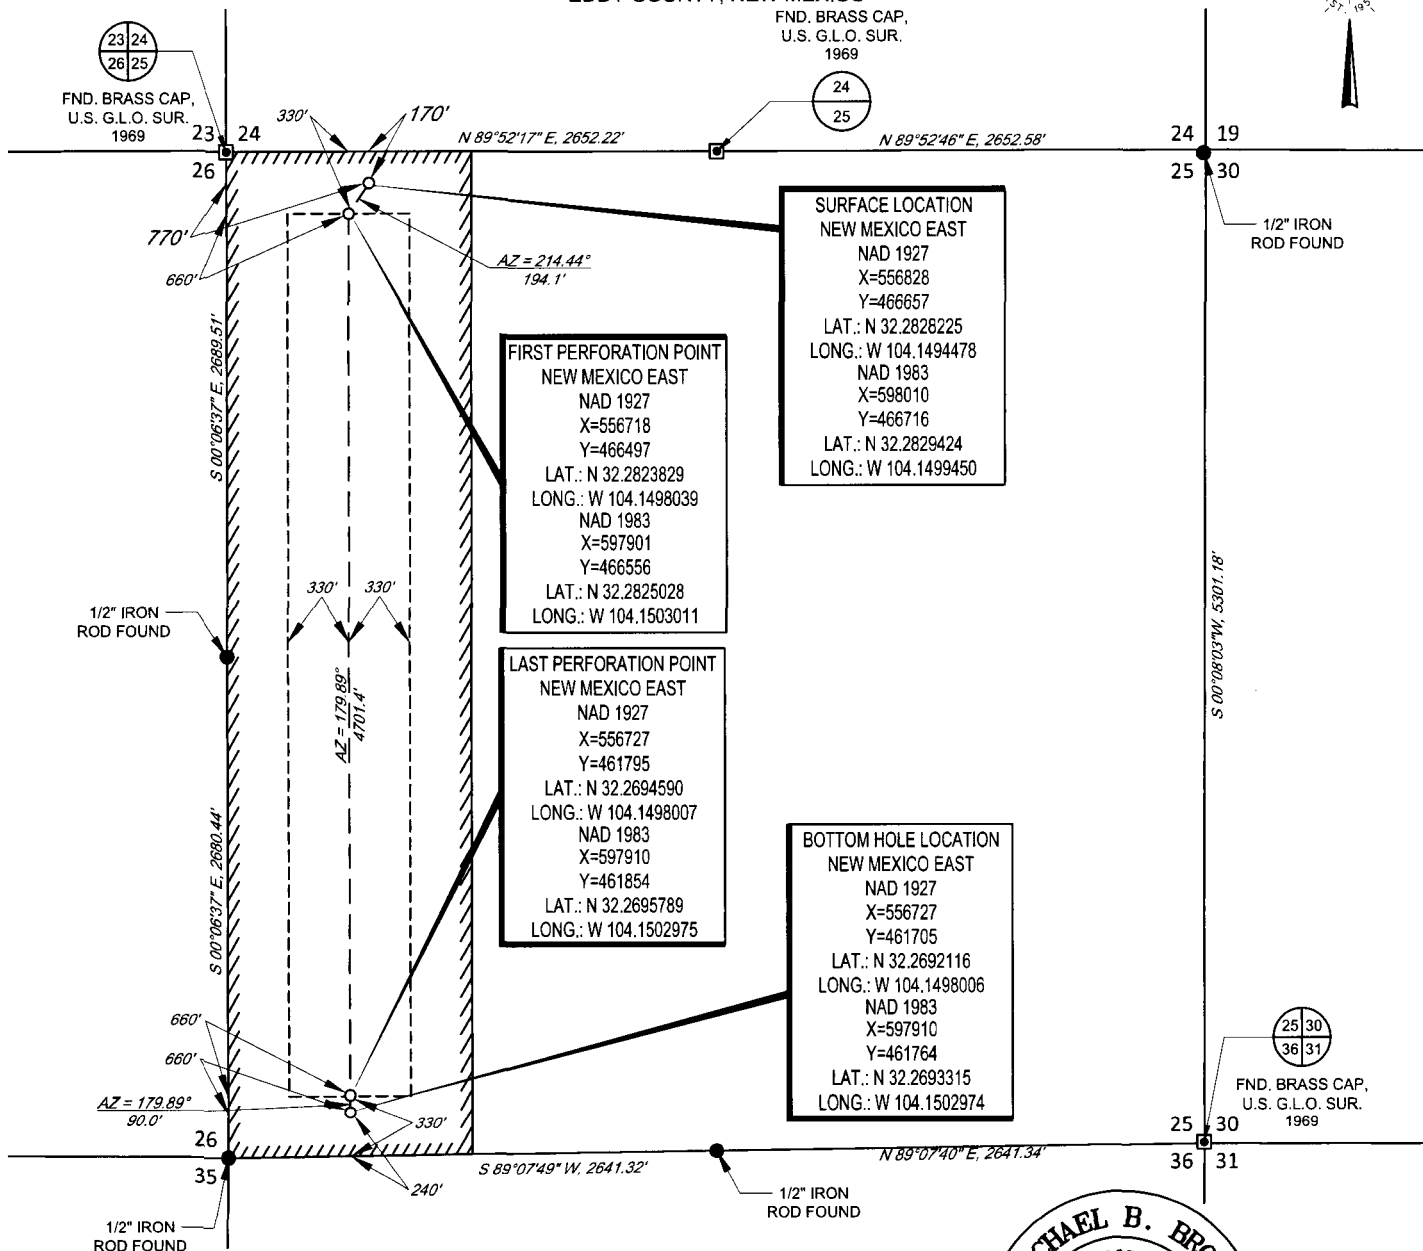 EDDY COUNTY, NEW MEXICO
FND. BRASS CAP,
U.S. G.L.O. SUR.
1969
24
25
23 24
26 25
FND. BRASS CAP,
U.S. G.L.O. SUR.
1969
23 24
26
330'
170'
N 89°52'17" E, 2652.22'
N 89°52'46" E, 2652.58'
24 19
25 30
1/2" IRON
ROD FOUND
770'
660'
AZ = 214.44°
194.1'
SURFACE LOCATION
NEW MEXICO EAST
NAD 1927
X=556828
Y=466657
LAT.: N 32.2828225
LONG.: W 104.1494478
NAD 1983
X=598010
Y=466716
LAT.: N 32.2829424
LONG.: W 104.1499450
FIRST PERFORATION POINT
NEW MEXICO EAST
NAD 1927
X=556718
Y=466497
LAT.: N 32.2823829
LONG.: W 104.1498039
NAD 1983
X=597901
Y=466556
LAT.: N 32.2825028
LONG.: W 104.1503011
S 00°06'37" E, 2689.51'
330' 330'
1/2" IRON
ROD FOUND
AZ = 179.89°
4701.4'
S 00°08'03" W, 5301.18'
LAST PERFORATION POINT
NEW MEXICO EAST
NAD 1927
X=556727
Y=461795
LAT.: N 32.2694590
LONG.: W 104.1498007
NAD 1983
X=597910
Y=461854
LAT.: N 32.2695789
LONG.: W 104.1502975
BOTTOM HOLE LOCATION
NEW MEXICO EAST
NAD 1927
X=556727
Y=461705
LAT.: N 32.2692116
LONG.: W 104.1498006
NAD 1983
X=597910
Y=461764
LAT.: N 32.2693315
LONG.: W 104.1502974
S 00°06'37" E, 2680.44'
660'
660'
AZ = 179.89°
90.0'
330'
240'
26
35
1/2" IRON
ROD FOUND
S 89°07'49" W, 2641.32'
N 89°07'40" E, 2641.34'
1/2" IRON
ROD FOUND
25 30
36 31
25 30
36 31
FND. BRASS CAP,
U.S. G.L.O. SUR.
1969
CHAEL B. BRO